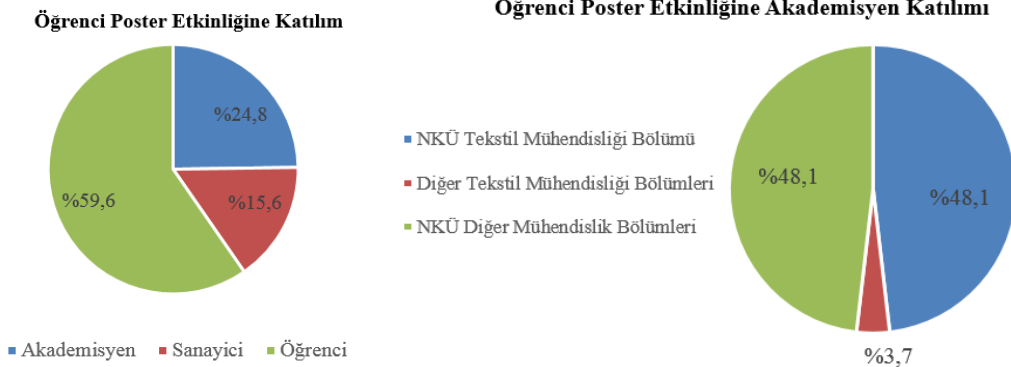 Öğrenci Poster Etkinliğine Katılım
%24,8
%15,6
%59,6
Akademisyen Sanayici Öğrenci
Öğrenci Poster Etkinliğine Akademisyen Katılımı
NKÜ Tekstil Mühendisliği Bölümü
Diğer Tekstil Mühendisliği Bölümleri
NKÜ Diğer Mühendislik Bölümleri
%48,1
%48,1
%3,7